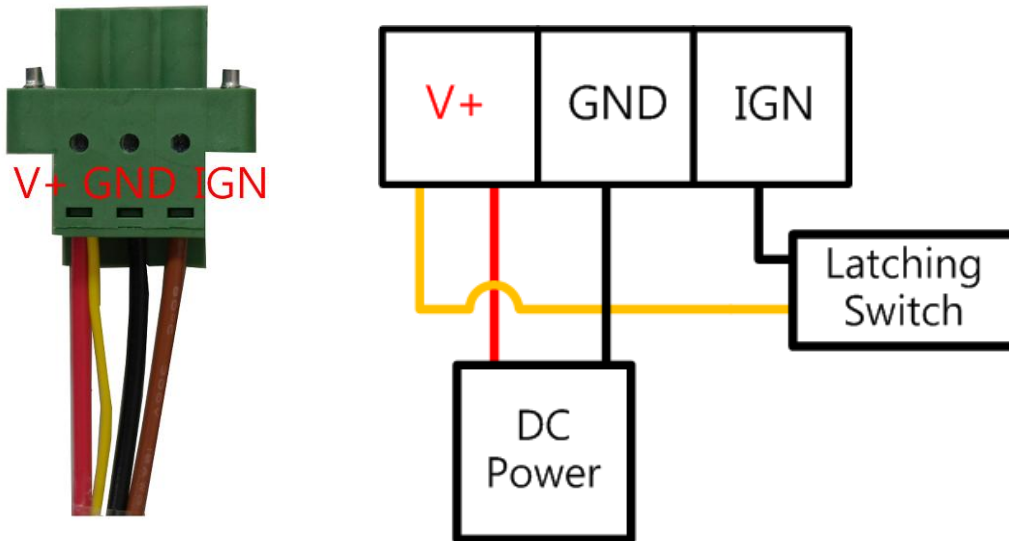 V+ GND IGN
V+
GND
IGN
Latching
Switch
DC
Power